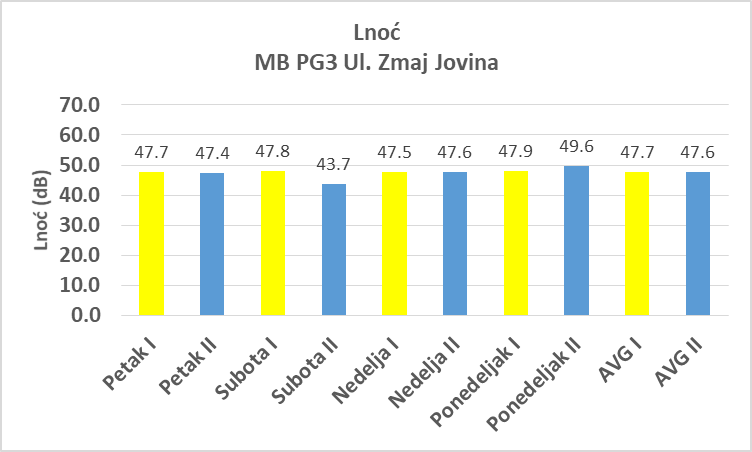 Lnoć
MB PG3 Ul. Zmaj Jovina
Lnoć (dB)
70.0
60.0
50.0
40.0
30.0
20.0
10.0
0.0
47.7 47.4 47.8 43.7 47.5 47.6 47.9 49.6 47.7 47.6
Petak I
Petak II
Subota I
Subota II
Nedelja I
Nedelja II
Ponedeljak I
Ponedeljak II
AVG I
AVG II